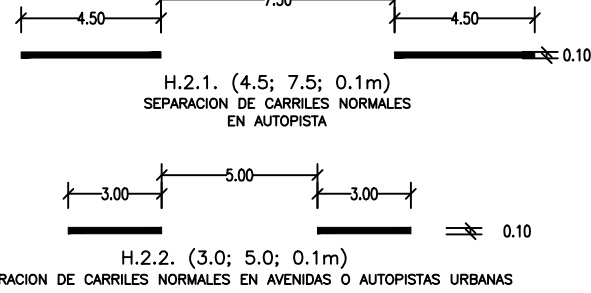 7.50
4.50 4.50
0.10
H.2.1. (4.5; 7.5; 0.1m)
SEPARACION DE CARRILES NORMALES
EN AUTOPISTA
5.00
3.00 3.00
0.10
H.2.2. (3.0; 5.0; 0.1m)
RACION DE CARRILES NORMALES EN AVENIDAS O AUTOPISTAS URBANAS